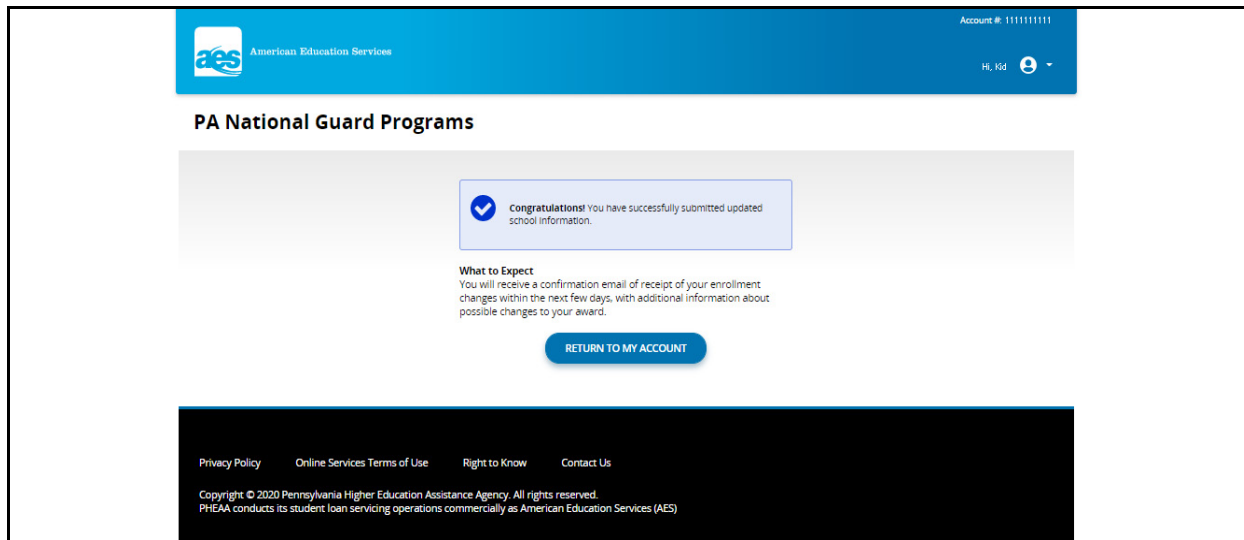 Account #: 1111111111
aes
American Education Services
Hi, Kid
PA National Guard Programs
Congratulations! You have successfully submitted updated
school information.
What to Expect
You will receive a confirmation email of receipt of your enrollment
changes within the next few days, with additional information about
possible changes to your award.
RETURN TO MY ACCOUNT
Privacy Policy Online Services Terms of Use Right to Know Contact Us
Copyright © 2020 Pennsylvania Higher Education Assistance Agency. All rights reserved.
PHEAA conducts its student loan servicing operations commercially as American Education Services (AES)